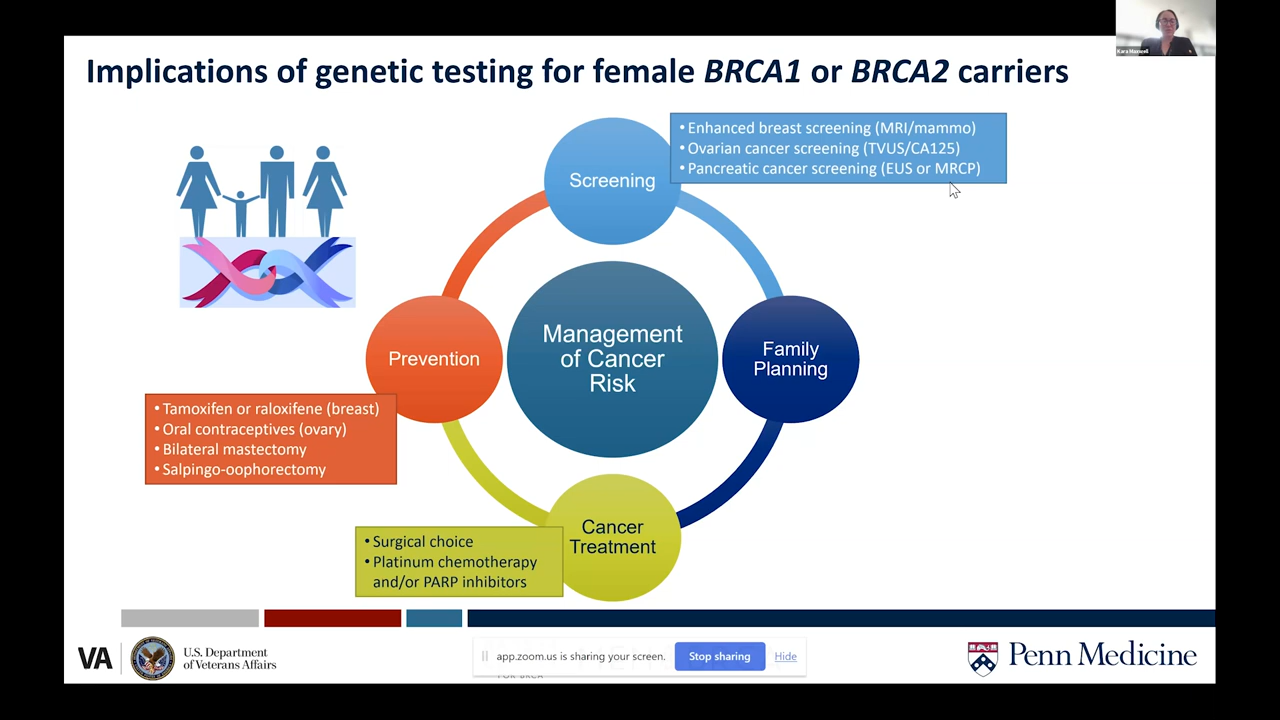 Kara Maxwell
Implications of genetic testing for female BRCA1 or BRCA2 carriers
• Enhanced breast screening (MRI/mammo)
• Ovarian cancer screening (TVUS/CA125)
• Pancreatic cancer screening (EUS or MRCP)
Screening
Prevention
Management
of Cancer
Risk
Family
Planning
• Tamoxifen or raloxifene (breast)
• Oral contraceptives (ovary)
• Bilateral mastectomy
• Salpingo-oophorectomy
Cancer
Treatment
• Surgical choice
• Platinum chemotherapy
and/or PARP inhibitors
VA
U.S. Department
of Veterans Affairs
app.zoom.us is sharing your screen.
Stop sharing
Hide
Penn Medicine